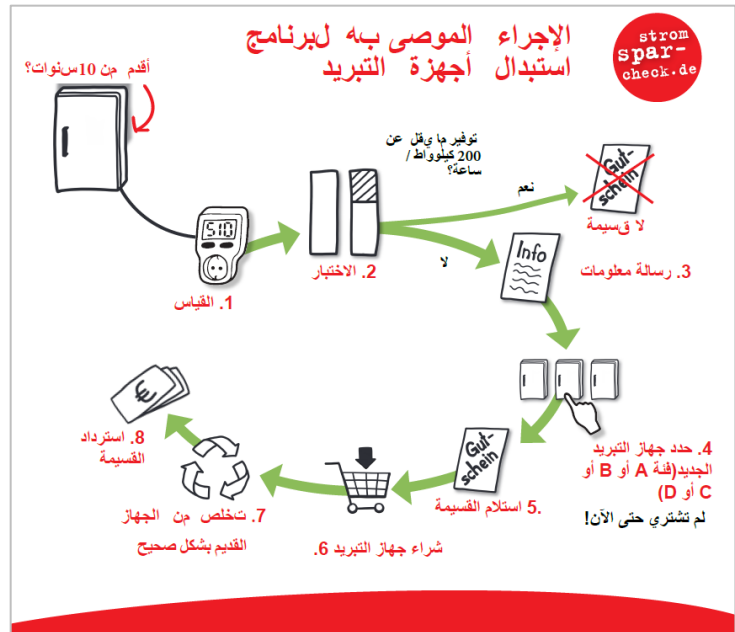 الإجراء الموصى به لبرنامج
استبدال أجهزة التبريد
strom
spar-
check.de
أقدم من 10سنوات؟
توفير ما يقل عن
200 كيلوواط /
ساعة؟
نعم
Gut-
schein
لا قسيمة
510
1. القياس
2. الاختبار
لا
Info
3. رسالة معلومات
4. حدد جهاز التبريد
الجديد(فئة A أو B أو
C أو D)
لم تشتري حتى الآن!
Gut-
schein
5. استلام القسيمة.
شراء جهاز التبريد 6.
7. تخلص من الجهاز
القديم بشكل صحيح
€
8. استرداد
القسيمة